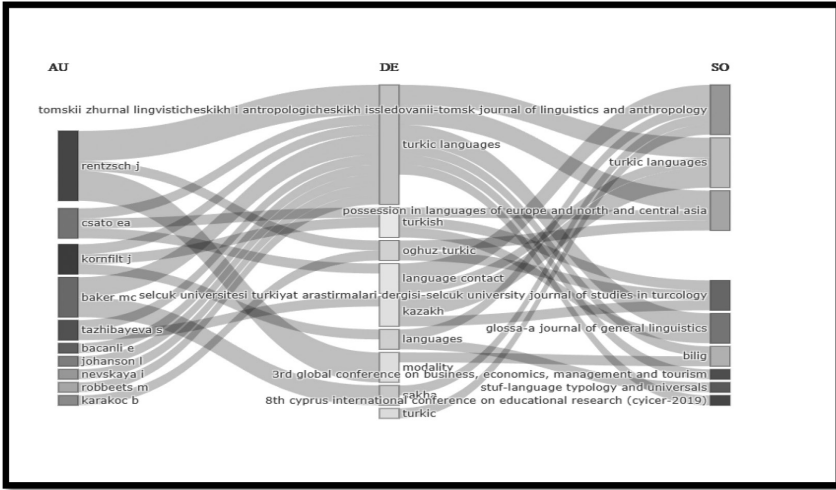 AU
DE
SO
tomskii zhurnal lingvisticheskikh i antropologicheskikh issledovanii-tomsk journal of linguistics and anthropology
turkic languages
turkic languages
rentzsch j
possession in languages of europe and north and central asia
csato ea
turkish
kornfilt j
oghuz turkic
language contact
baker mc
selcuk universitesi turkiyat arastirmalari dergisi-selcuk university journal of studies in turcology
kazakh
tazhibayeva s
glossa-a journal of general linguistics
languages
bacanli e
bilig
johanson l
modality
nevskaya i
3rd global conference on business, economics, management and tourism
robbeets m
stuf-language typology and universals
sakha
karakoc b
8th cyprus international conference on educational research (cyicer-2019)
turkic